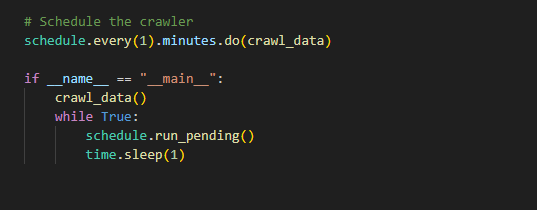 # Schedule the crawler
schedule.every(1).minutes.do(crawl_data)
if __name__ == "__main__":
crawl_data()
while True:
schedule.run_pending()
time.sleep(1)